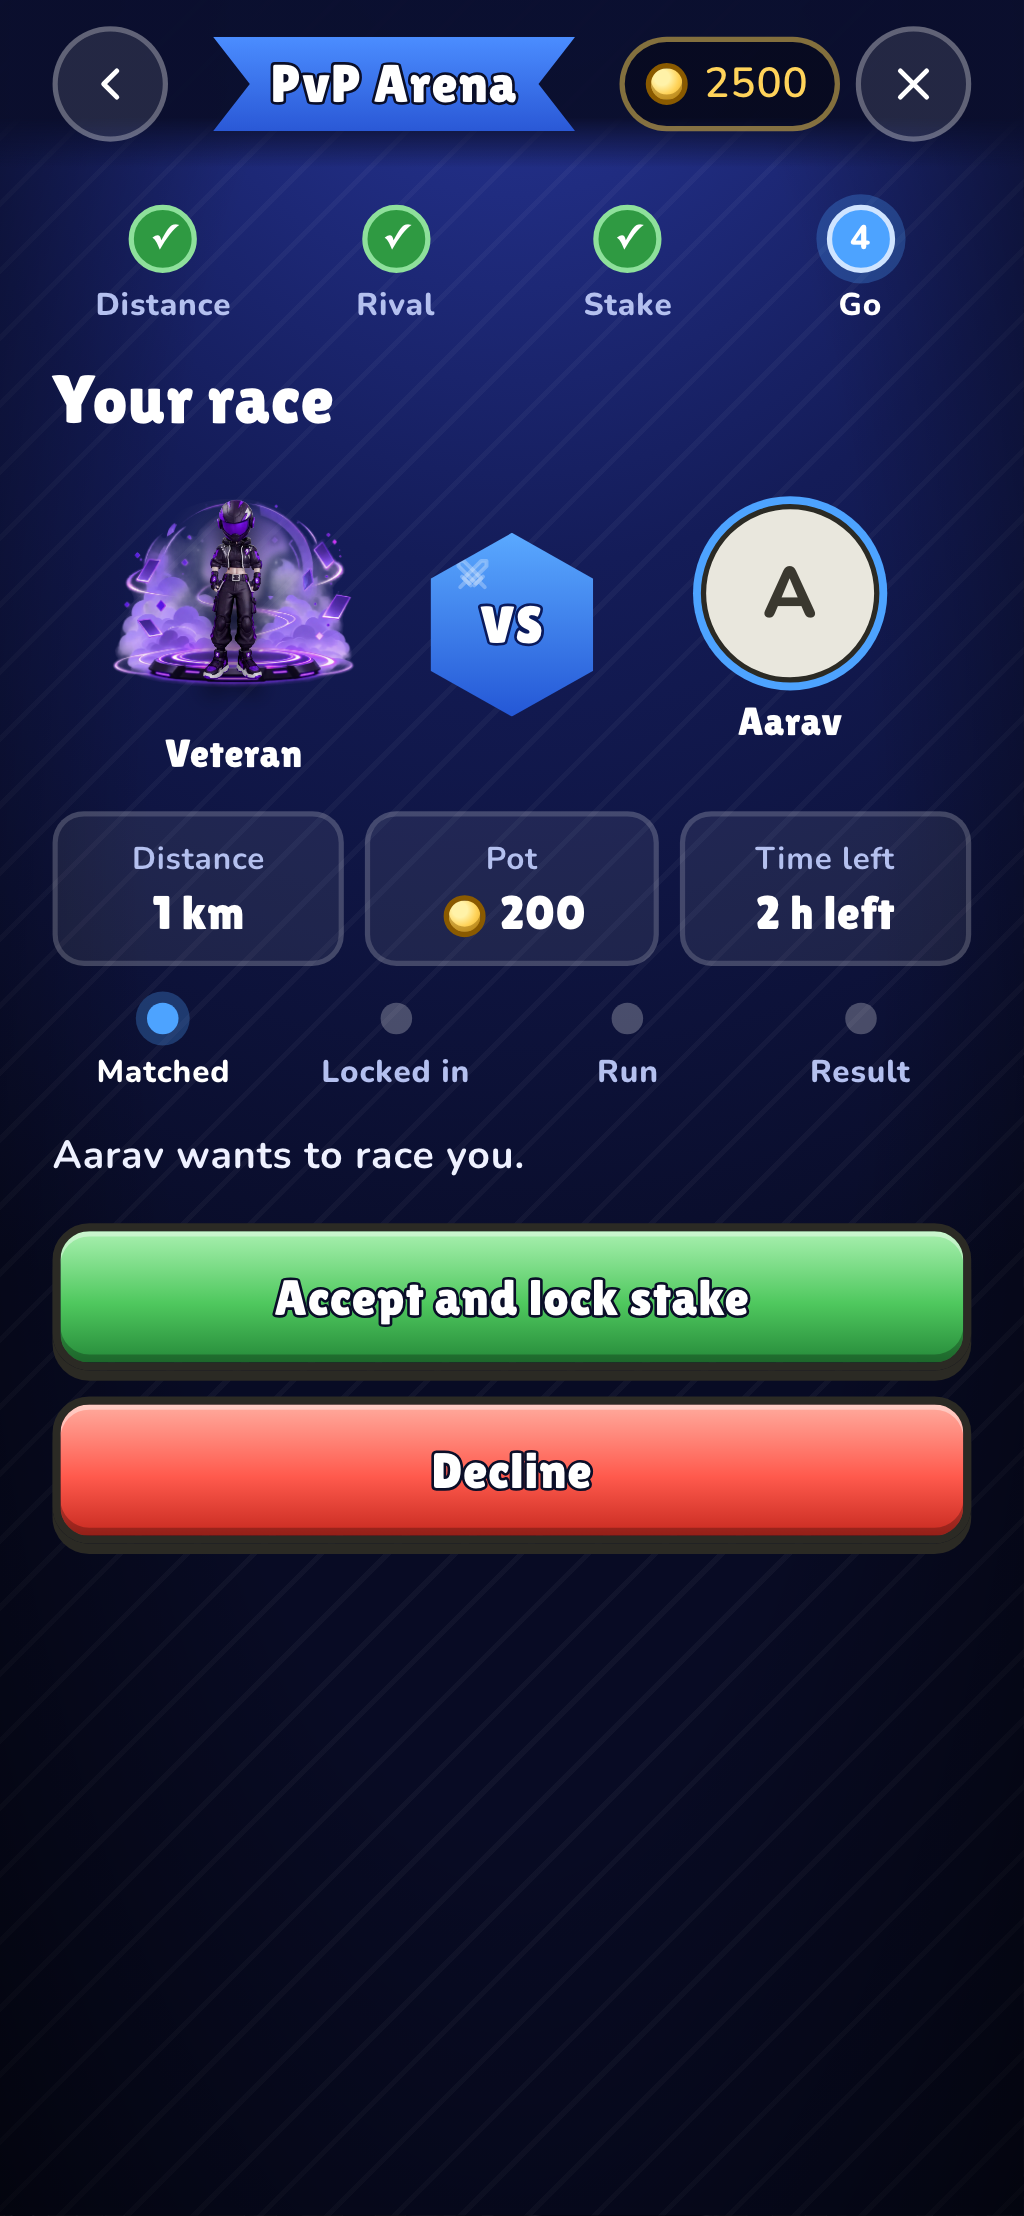 PvP Arena
2500
4
Distance
Rival
Stake
Go
Your race
VS
A
Aarav
Veteran
Distance
1 km
Pot
200
Time left
2 h left
Matched
Locked in
Run
Result
Aarav wants to race you.
Accept and lock stake
Decline